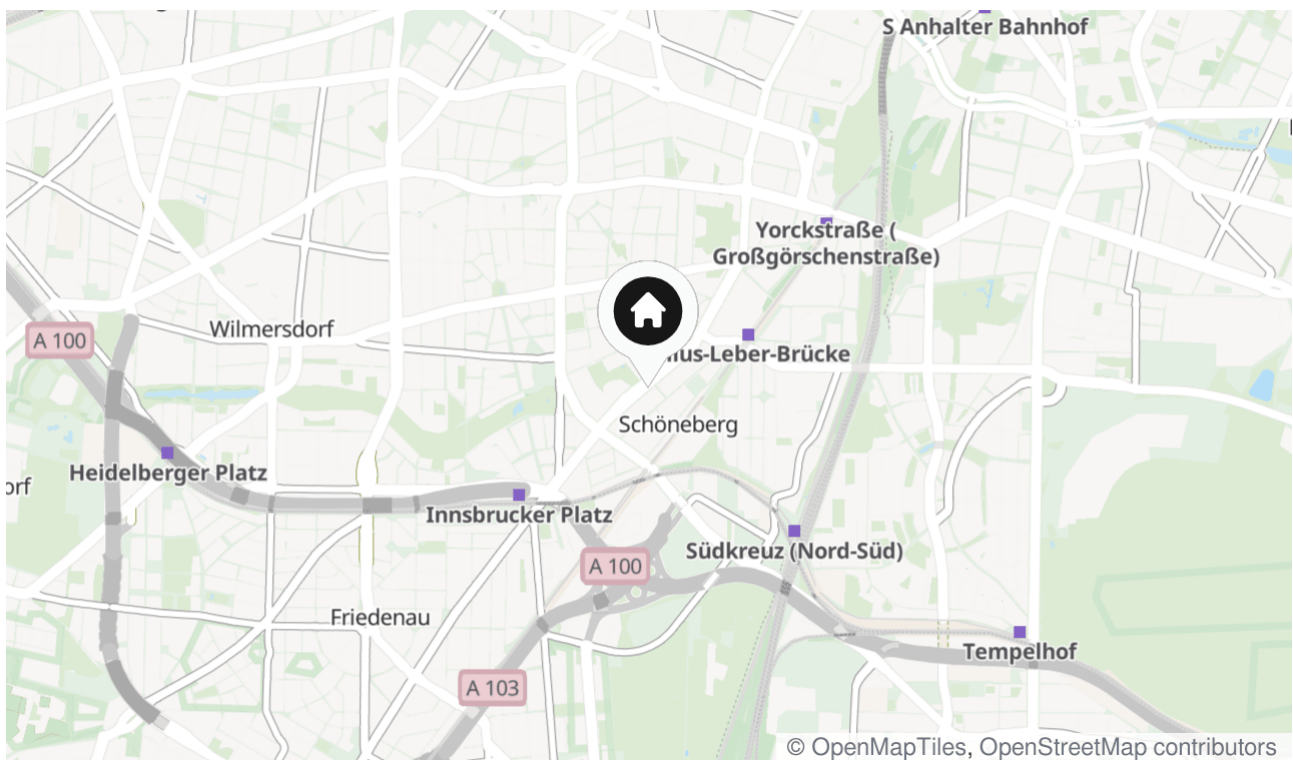 S Anhalter Bahnhof
Yorckstraße (
Großgörschenstraße)
Wilmersdorf
A 100
ius-Leber-Brücke
Schöneberg
Heidelberger Platz
orf
Innsbrucker Platz
Südkreuz (Nord-Süd)
A 100
Friedenau
Tempelhof
A 103
© OpenMapTiles, OpenStreetMap contributors